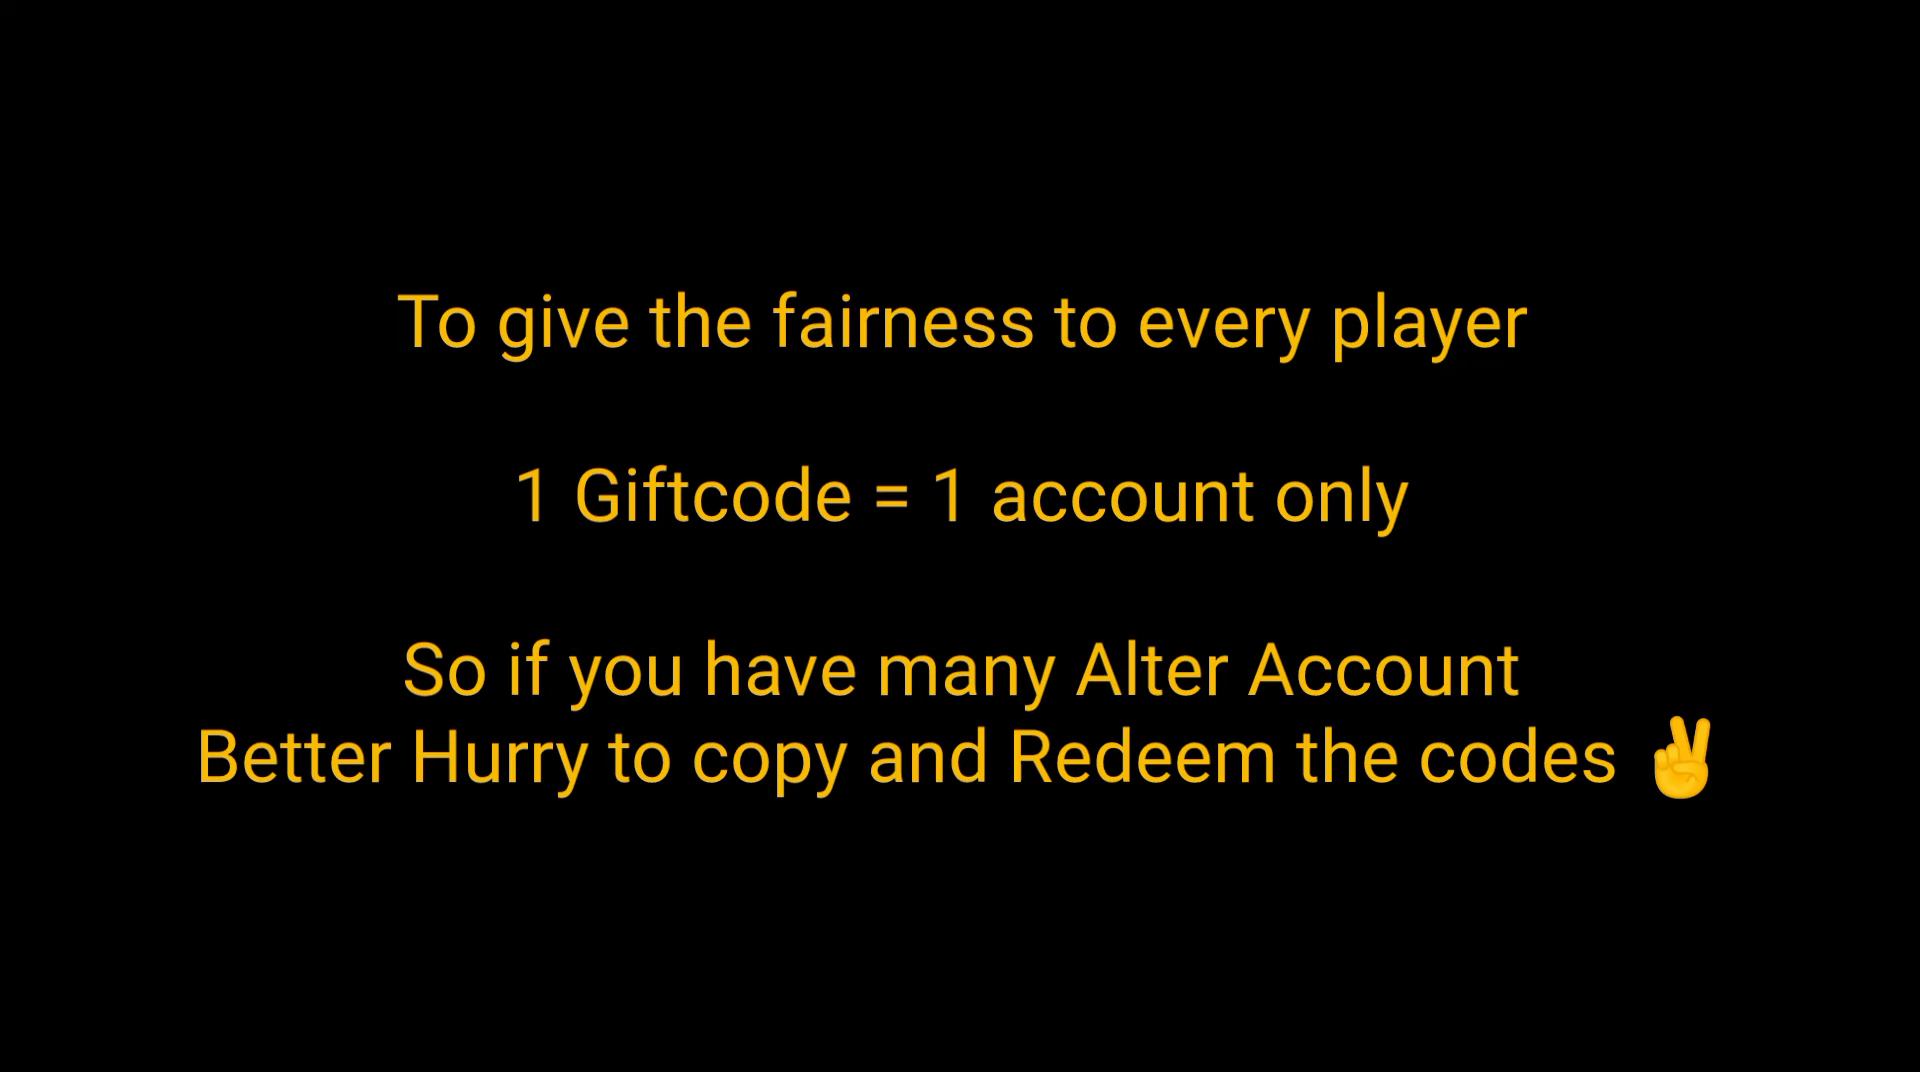 To give the fairness to every player
1 Giftcode = 1 account only
So if you have many Alter Account
Better Hurry to copy and Redeem the codes ✌